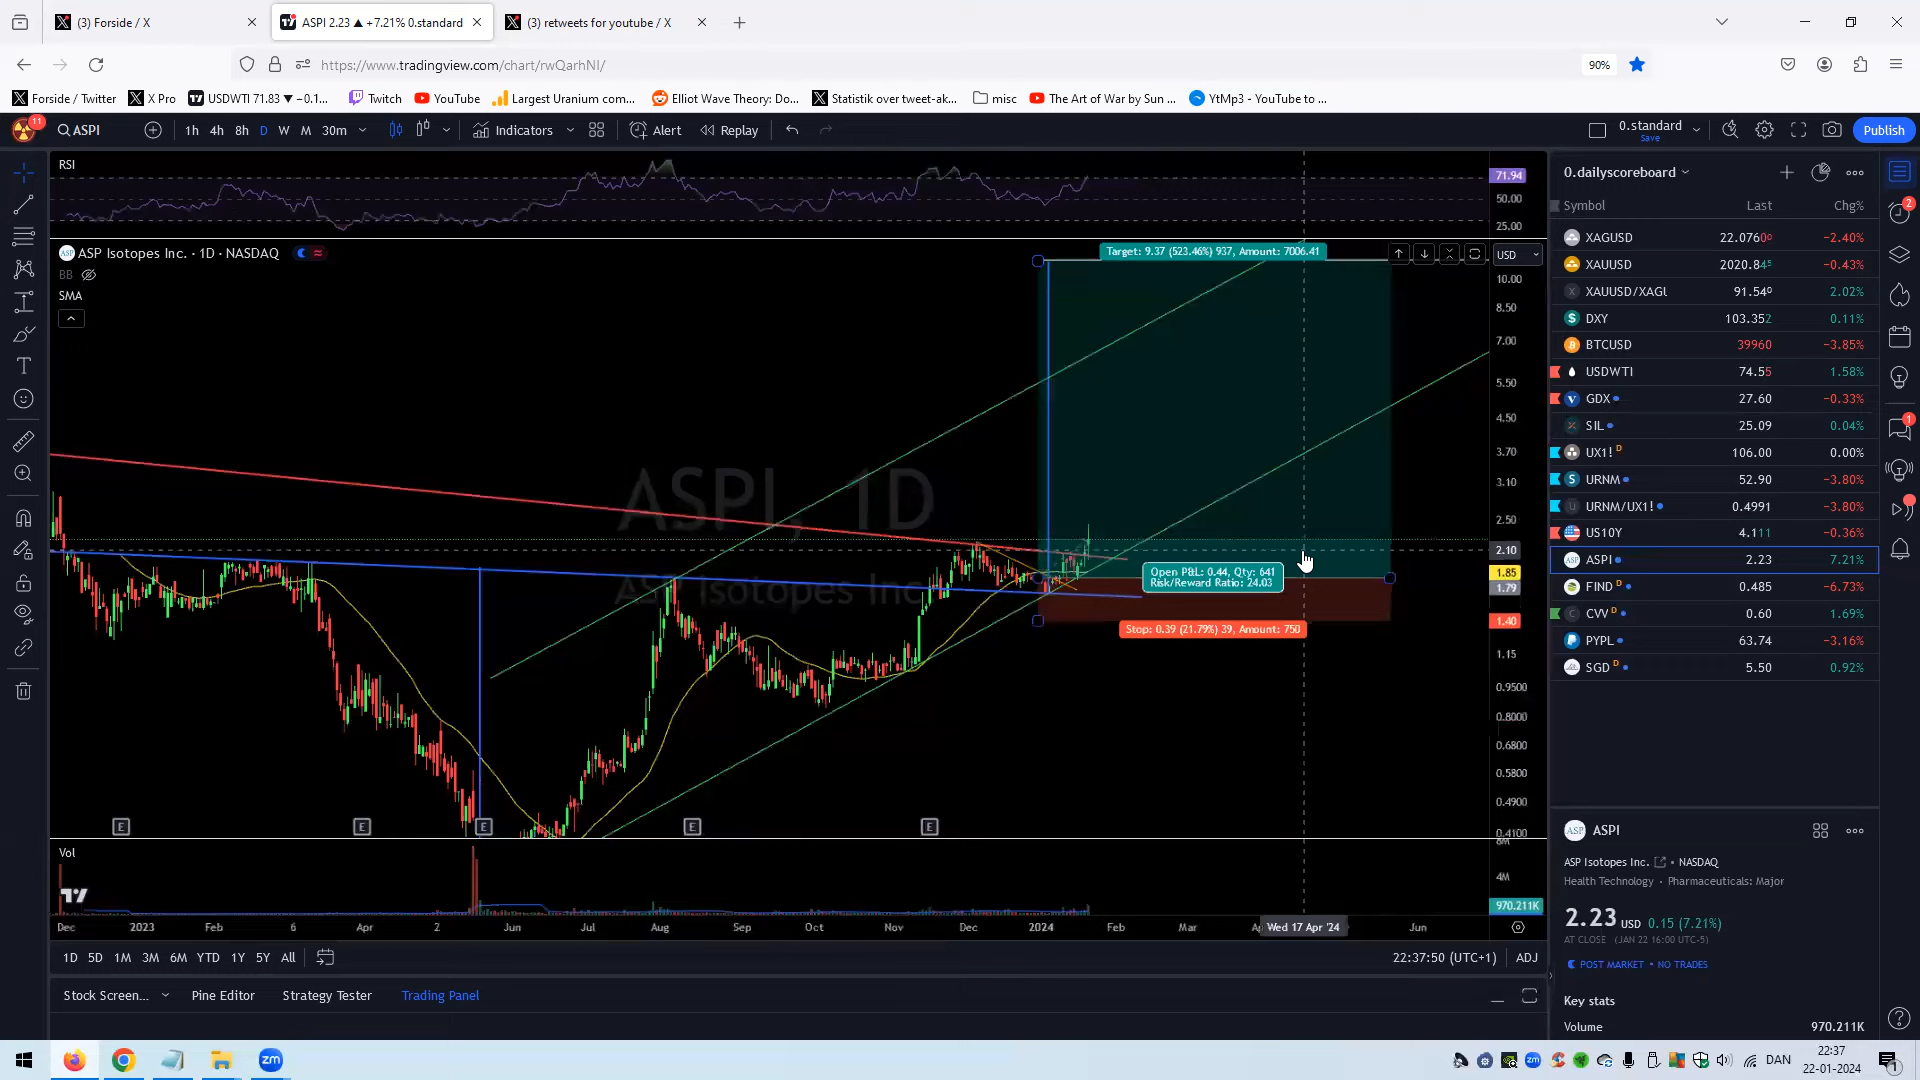 (3) Forside / X
ASPI 2.23 ▲ +7.21% 0.standard
(3) retweets for youtube / X
https://www.tradingview.com/chart/rwQarhNI/
90%
Forside / Twitter
X Pro
USDWTI 71.83 ▼ −0.1...
Twitch
YouTube
Largest Uranium com...
Elliot Wave Theory: Do...
Statistik over tweet-ak...
misc
The Art of War by Sun ...
YtMp3 - YouTube to ...
11
ASPI
1h 4h 8h D W M 30m
Indicators
Alert
Replay
0.standard
Save
Publish
RSI
71.94
50.00
25.00
ASP Isotopes Inc. · 1D · NASDAQ
BB
SMA
USD
Target: 9.37 (523.46%) 937, Amount: 7006.41
Open P&L: 0.44, Qty: 641
Risk/Reward Ratio: 24.03
Stop: 0.39 (21.79%) 39, Amount: 750
ASPI, 1D
ASP Isotopes Inc.
10.00
8.50
7.00
5.50
4.50
3.70
3.10
2.50
2.10
1.85
1.79
1.40
1.15
0.9500
0.8000
0.6800
0.5800
0.4900
0.4100
E E E E E
Vol
8M
4M
970.211K
Dec 2023 Feb 6 Apr 2 Jun Jul Aug Sep Oct Nov Dec 2024 Feb Mar Wed 17 Apr '24 Jun
1D 5D 1M 3M 6M YTD 1Y 5Y All
22:37:50 (UTC+1)
ADJ
Stock Screen...
Pine Editor
Strategy Tester
Trading Panel
0.dailyscoreboard
Symbol Last Chg%
XAGUSD 22.0760 −2.40%
XAUUSD 2020.845 −0.43%
XAUUSD/XAGU 91.540 2.02%
DXY 103.352 0.11%
BTCUSD 39960 −3.85%
USDWTI 74.55 1.58%
GDX 27.60 −0.33%
SIL 25.09 0.04%
UX1! D 106.00 0.00%
URNM 52.90 −3.80%
URNM/UX1! 0.4991 −3.80%
US10Y 4.111 −0.36%
ASPI 2.23 7.21%
FIND D 0.485 −6.73%
CVV D 0.60 1.69%
PYPL 63.74 −3.16%
SGD D 5.50 0.92%
2
1
ASPI
ASP Isotopes Inc. • NASDAQ
Health Technology • Pharmaceuticals: Major
2.23 USD 0.15 (7.21%)
AT CLOSE (JAN 22 16:00 UTC-5)
POST MARKET • NO TRADES
Key stats
Volume 970.211K
zm
zm
DAN
22:37
22-01-2024
1